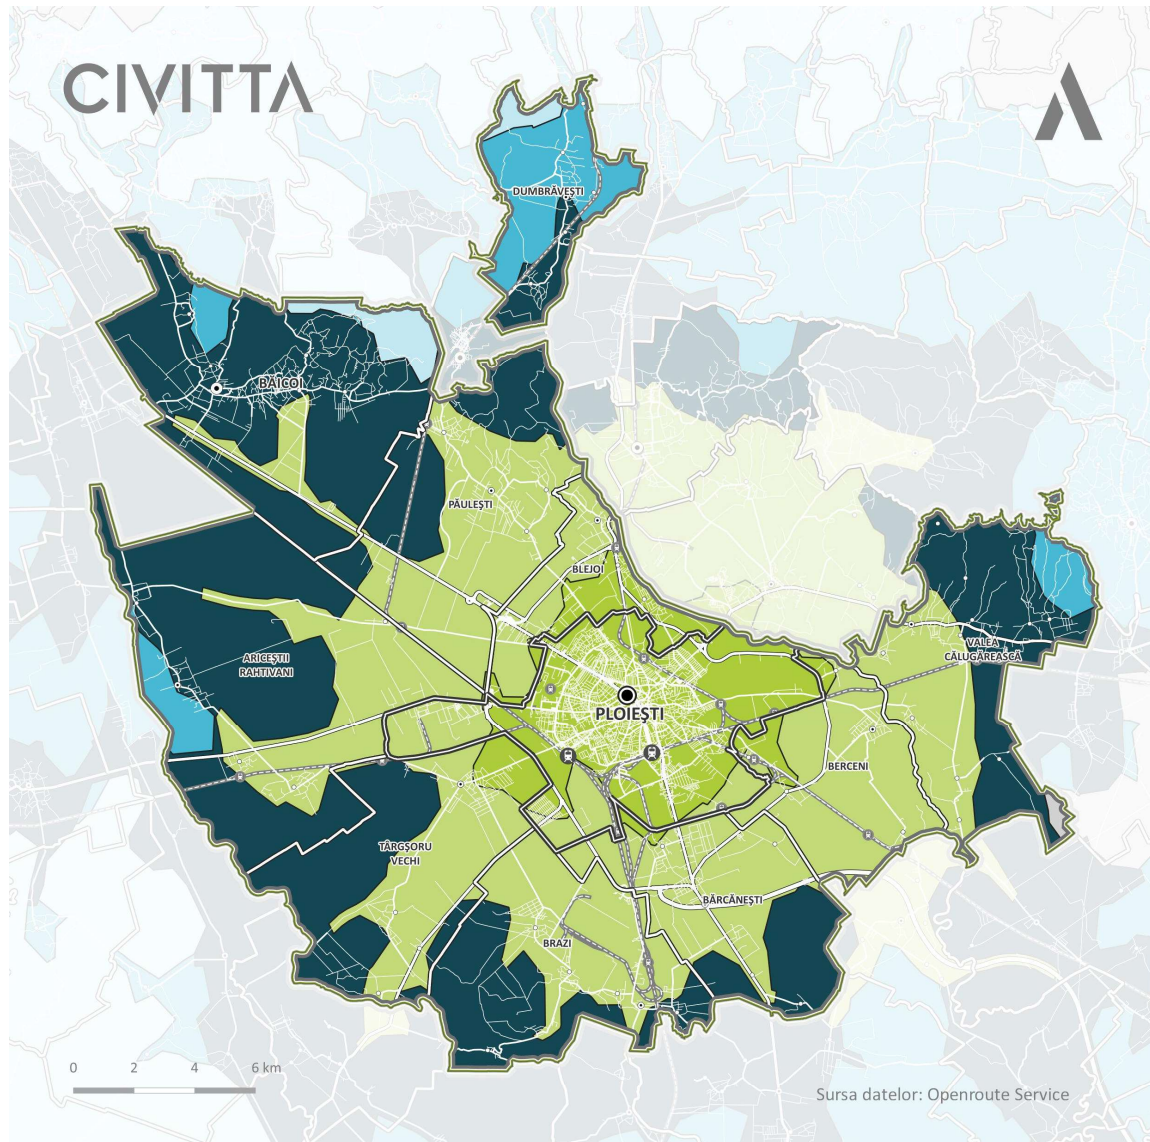 CIVITTA
DUMBRĂVEȘTI
BĂICOI
PĂULEȘTI
BLEJOI
ARICEȘTII
RAHTIVANI
VALEA
CĂLUGĂREASCĂ
PLOIEȘTI
BERCENI
TÂRGȘORU
VECHI
BĂRCĂNEȘTI
BRAZI
0 2 4 6 km
Sursa datelor: Openroute Service